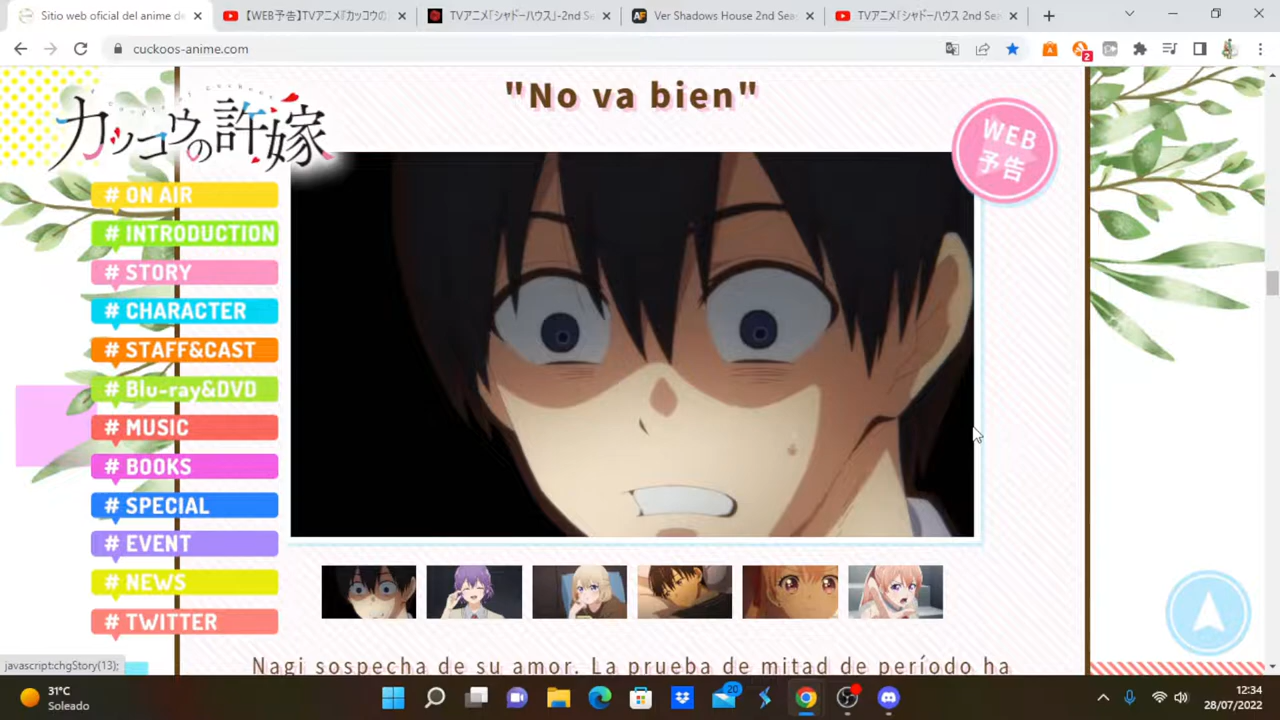 Sitio web oficial del anime de
【WEB予告】TVアニメ『カッコウの
TVアニメ「シャドーハウス」-2nd Se
Ver Shadows House 2nd Sea
TVアニメ「シャドーハウス 2nd Sea
cuckoos-anime.com
2
カッコウの許嫁
"No va bien"
WEB
予告
# ON AIR
# INTRODUCTION
# STORY
# CHARACTER
# STAFF&CAST
# Blu-ray&DVD
# MUSIC
# BOOKS
# SPECIAL
# EVENT
# NEWS
# TWITTER
javascript:chgStory(13);
Nagi sospecha de su amor. La prueba de mitad de período ha
31°C
Soleado
20
12:34
28/07/2022